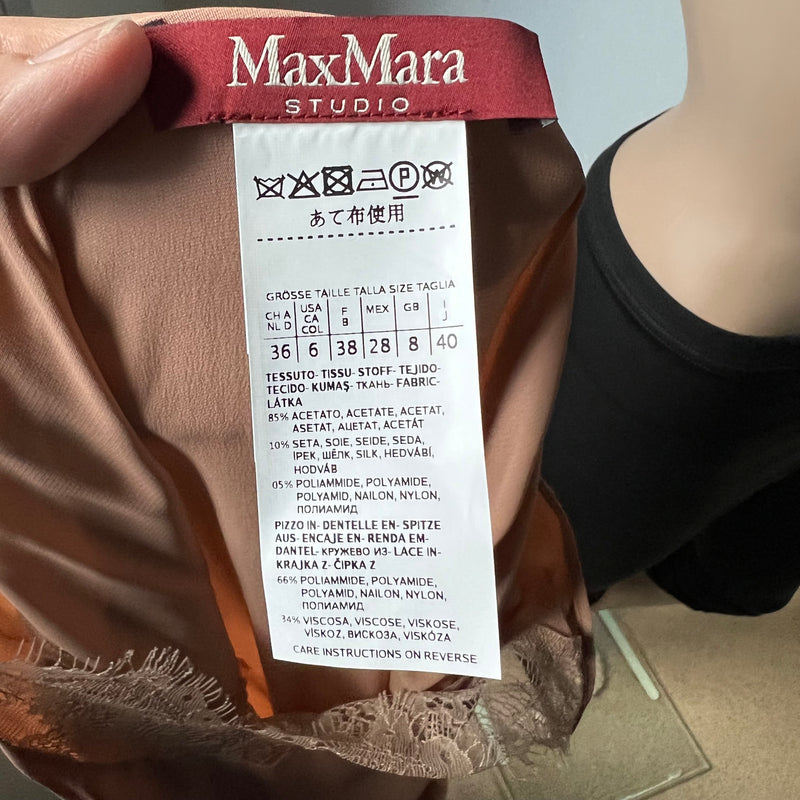 MaxMara
STUDIO
P W
あて布使用
GRÖSSE TAILLE TALLA SIZE TAGLIA
CH A NL D USA CA COL F B MEX GB I J
36 6 38 28 8 40
TESSUTO- TISSU- STOFF- TEJIDO-
TECIDO- KUMAŞ- ТКАНЬ- FABRIC-
LÁTKA
85% ACETATO, ACETATE, ACETAT,
ASETAT, АЦЕТАТ, ACETÁT
10% SETA, SOIE, SEIDE, SEDA,
İPEK, ШЁЛК, SILK, HEDVÁBÍ,
HODVÁB
05% POLIAMMIDE, POLYAMIDE,
POLYAMID, NAILON, NYLON,
ПОЛИАМИД
PIZZO IN- DENTELLE EN- SPITZE
AUS- ENCAJE EN- RENDA EM-
DANTEL- КРУЖЕВО ИЗ- LACE IN-
KRAJKA Z- ČIPKA Z
66% POLIAMMIDE, POLYAMIDE,
POLYAMID, NAILON, NYLON,
ПОЛИАМИД
34% VISCOSA, VISCOSE, VISKOSE,
VİSKOZ, ВИСКОЗА, VISKÓZA
CARE INSTRUCTIONS ON REVERSE